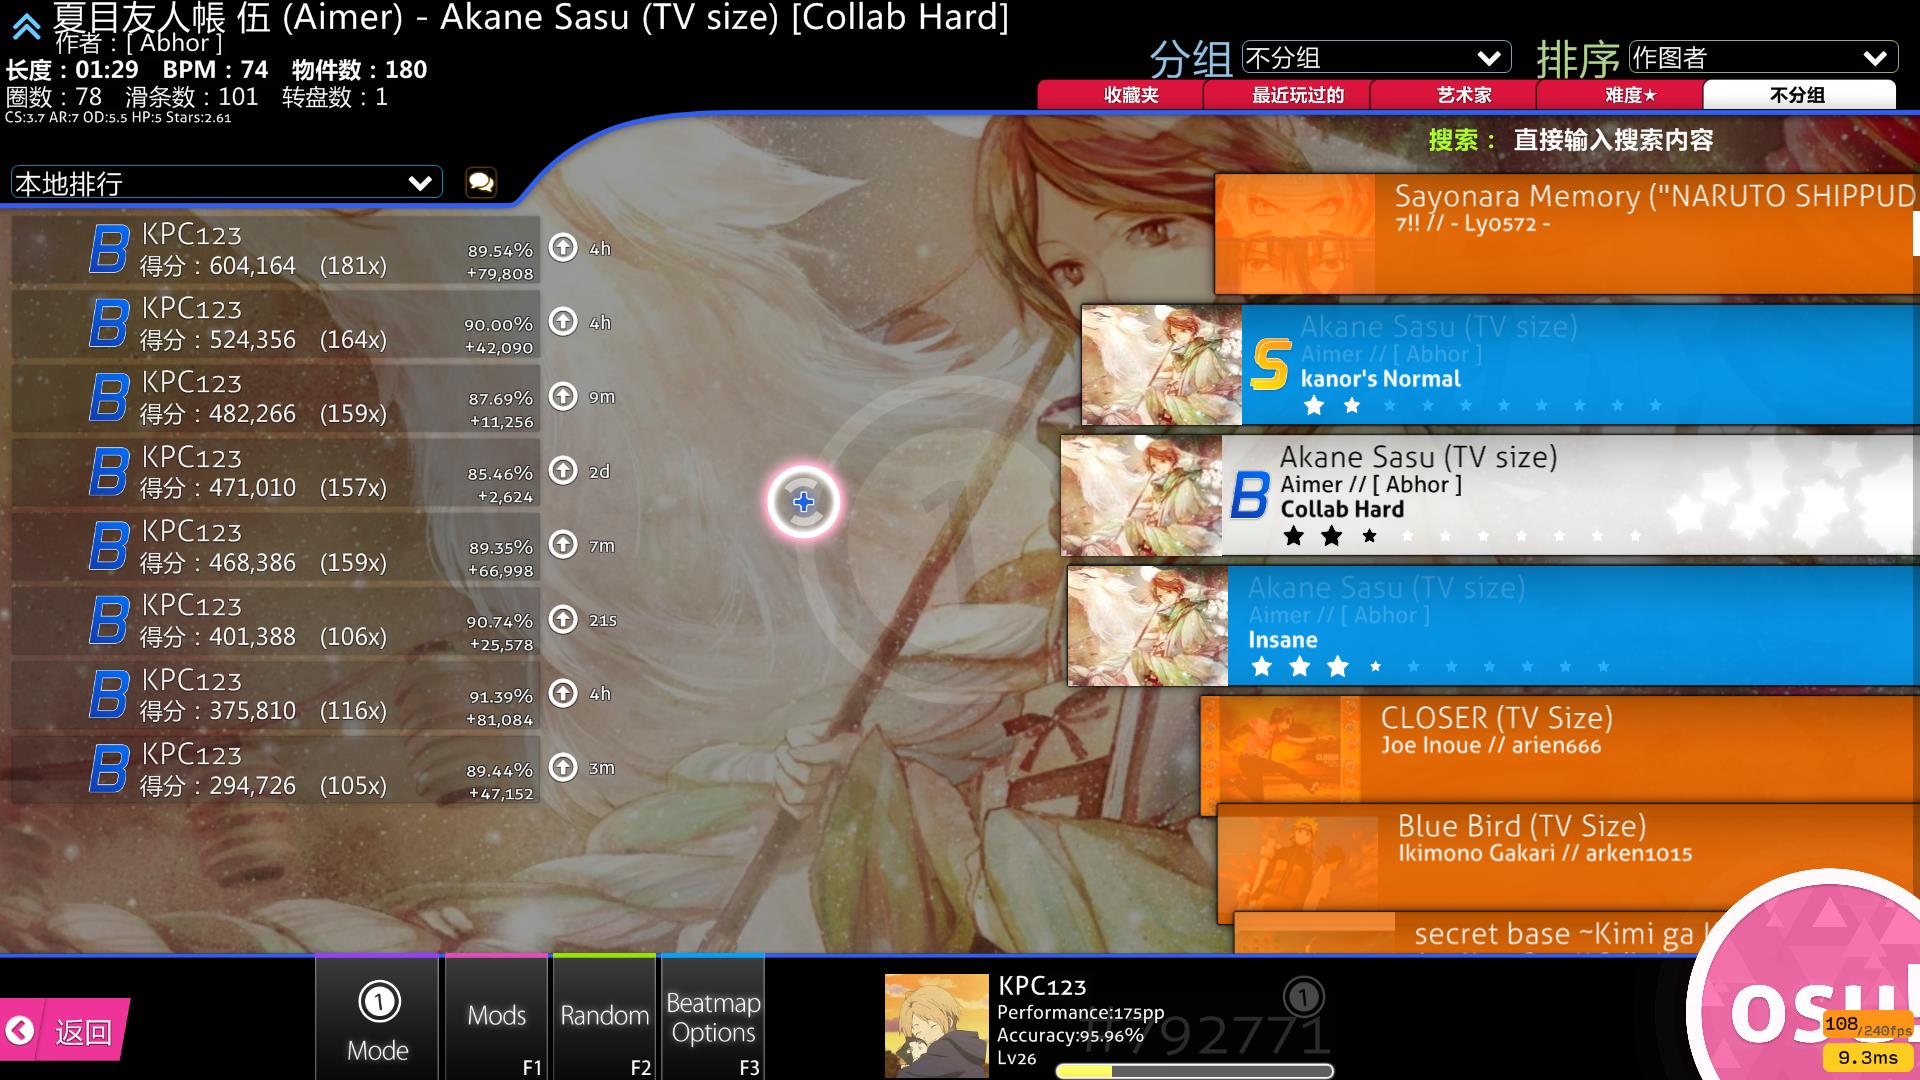 夏目友人帳 伍 (Aimer) - Akane Sasu (TV size) [Collab Hard]
作者：[ Abhor ]
长度：01:29 BPM：74 物件数：180
圈数：78 滑条数：101 转盘数：1
CS:3.7 AR:7 OD:5.5 HP:5 Stars:2.61
分组 不分组
排序 作图者
收藏夹 最近玩过的 艺术家 难度★ 不分组
搜索： 直接输入搜索内容
本地排行
KPC123
得分：604,164 (181x)
89.54%
+79,808
4h
KPC123
得分：524,356 (164x)
90.00%
+42,090
4h
KPC123
得分：482,266 (159x)
87.69%
+11,256
9m
KPC123
得分：471,010 (157x)
85.46%
+2,624
2d
KPC123
得分：468,386 (159x)
89.35%
+66,998
7m
KPC123
得分：401,388 (106x)
90.74%
+25,578
21s
KPC123
得分：375,810 (116x)
91.39%
+81,084
4h
KPC123
得分：294,726 (105x)
89.44%
+47,152
3m
Sayonara Memory ("NARUTO SHIPPUD
7!! // - Lyo572 -
Akane Sasu (TV size)
Aimer // [ Abhor ]
kanor's Normal
Akane Sasu (TV size)
Aimer // [ Abhor ]
Collab Hard
Akane Sasu (TV size)
Aimer // [ Abhor ]
Insane
CLOSER (TV Size)
Joe Inoue // arien666
Blue Bird (TV Size)
Ikimono Gakari // arken1015
secret base ~Kimi ga
返回
Mode
Mods
F1
Random
F2
Beatmap
Options
F3
KPC123
Performance:175pp
Accuracy:95.96%
Lv26
#792771
osu!
108/240fps
9.3ms